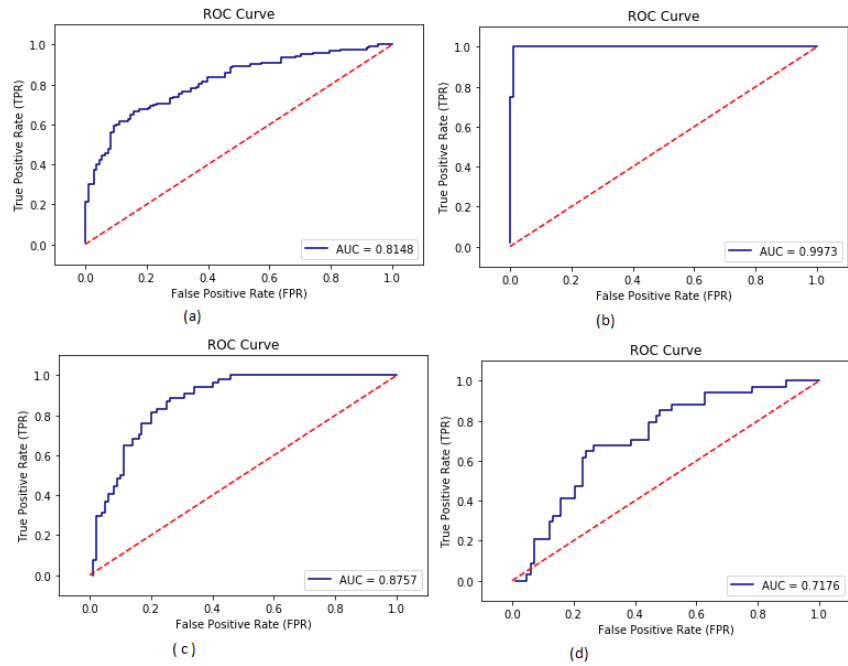 ROC Curve
1.0
0.8
0.6
0.4
0.2
0.0
True Positive Rate (TPR)
AUC = 0.8148
0.0 0.2 0.4 0.6 0.8 1.0
False Positive Rate (FPR)
(a)
ROC Curve
1.0
0.8
0.6
0.4
0.2
0.0
True Positive Rate (TPR)
AUC = 0.9973
0.0 0.2 0.4 0.6 0.8 1.0
False Positive Rate (FPR)
(b)
ROC Curve
1.0
0.8
0.6
0.4
0.2
0.0
True Positive Rate (TPR)
AUC = 0.8757
0.0 0.2 0.4 0.6 0.8 1.0
False Positive Rate (FPR)
( c )
ROC Curve
1.0
0.8
0.6
0.4
0.2
0.0
True Positive Rate (TPR)
AUC = 0.7176
0.0 0.2 0.4 0.6 0.8 1.0
False Positive Rate (FPR)
(d)